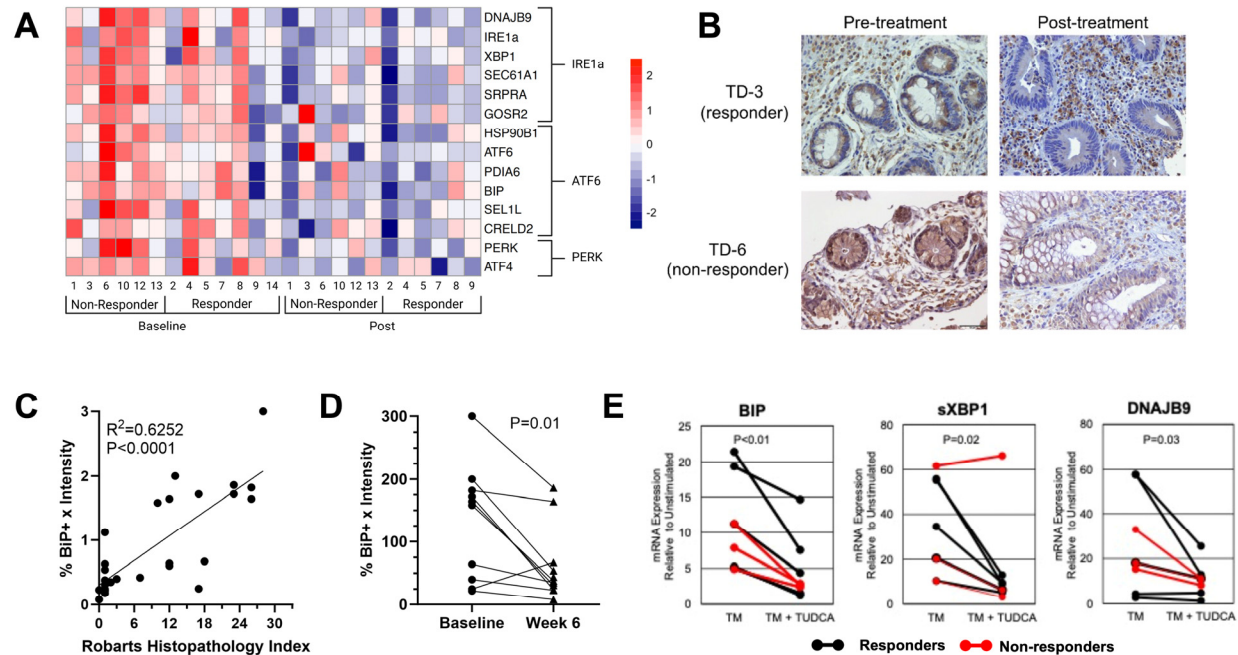 A
DNAJB9
IRE1a
XBP1
SEC61A1
SRPRA
GOSR2
HSP90B1
ATF6
PDIA6
BIP
SEL1L
CRELD2
PERK
ATF4
IRE1a
ATF6
PERK
2
1
0
-1
-2
1 3 6 10 12 13 2 4 5 7 8 9 14 1 3 6 10 12 13 2 4 5 7 8 9
Non-Responder Responder Non-Responder Responder
Baseline Post
B
Pre-treatment Post-treatment
TD-3
(responder)
TD-6
(non-responder)
C
R²=0.6252
P<0.0001
% BiP+ x Intensity
3
2
1
0
0 6 12 18 24 30
Robarts Histopathology Index
D
P=0.01
% BiP+ x Intensity
300
200
100
0
Baseline Week 6
E
BIP
P<0.01
mRNA Expression
Relative to Unstimulated
25
20
15
10
5
0
TM TM + TUDCA
sXBP1
P=0.02
mRNA Expression
Relative to Unstimulated
80
60
40
20
0
TM TM + TUDCA
DNAJB9
P=0.03
mRNA Expression
Relative to Unstimulated
80
60
40
20
0
TM TM + TUDCA
Responders Non-responders